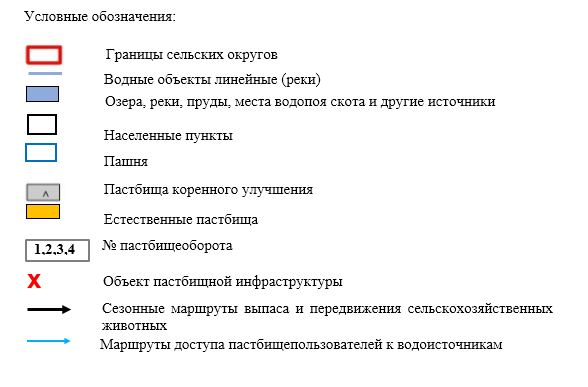 Условные обозначения:
Границы сельских округов
Водные объекты линейные (реки)
Озера, реки, пруды, места водопоя скота и другие источники
Населенные пункты
Пашня
^ Пастбища коренного улучшения
Естественные пастбища
1,2,3,4 № пастбищеоборота
X Объект пастбищной инфраструктуры
Сезонные маршруты выпаса и передвижения сельскохозяйственных
животных
Маршруты доступа пастбищепользователей к водоисточникам